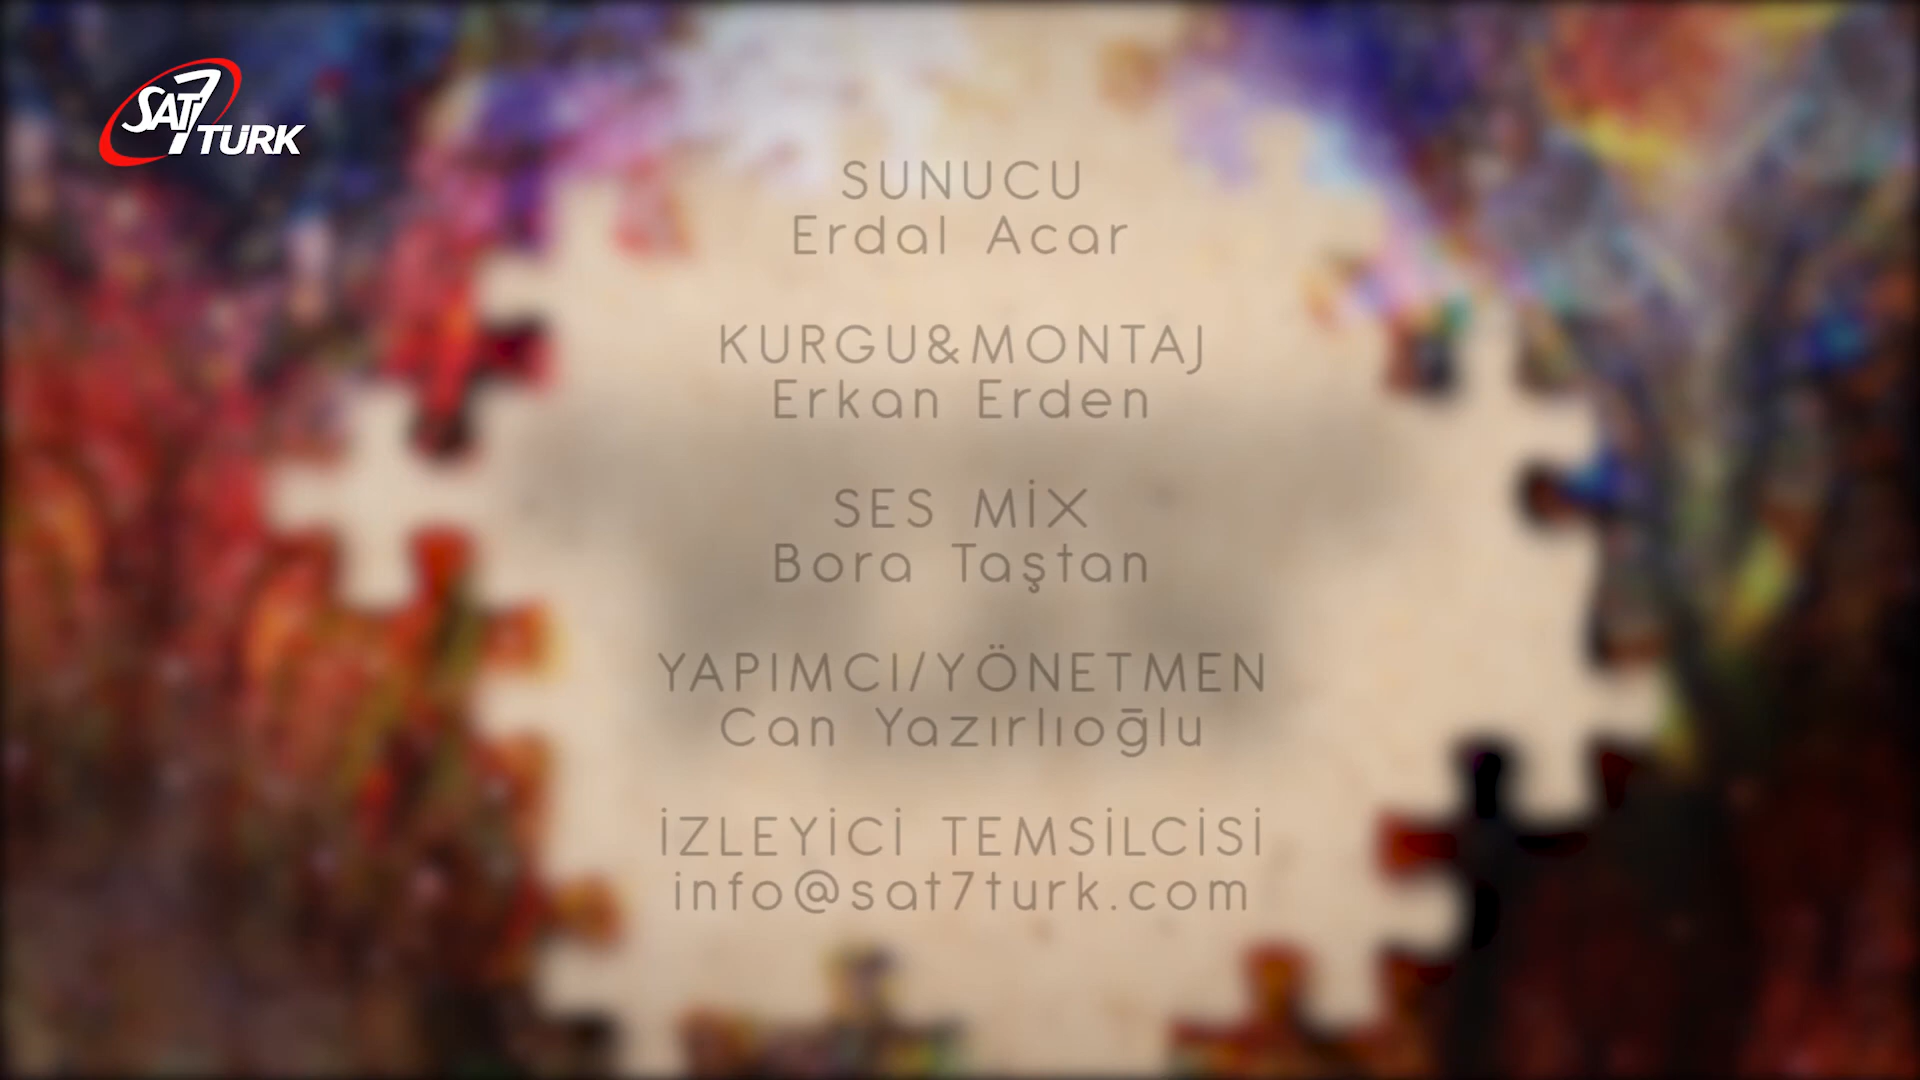 SAT7
TÜRK
SUNUCU
Erdal Acar
KURGU&MONTAJ
Erkan Erden
SES MİX
Bora Taştan
YAPIMCI/YÖNETMEN
Can Yazırlıoğlu
İZLEYİCİ TEMSİLCİSİ
info@sat7turk.com